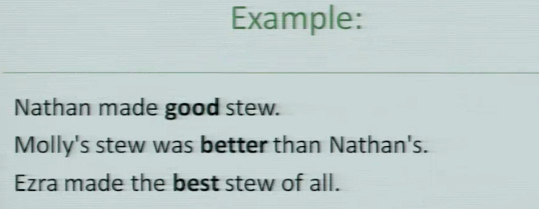 Example:
Nathan made good stew.
Molly's stew was better than Nathan's.
Ezra made the best stew of all.